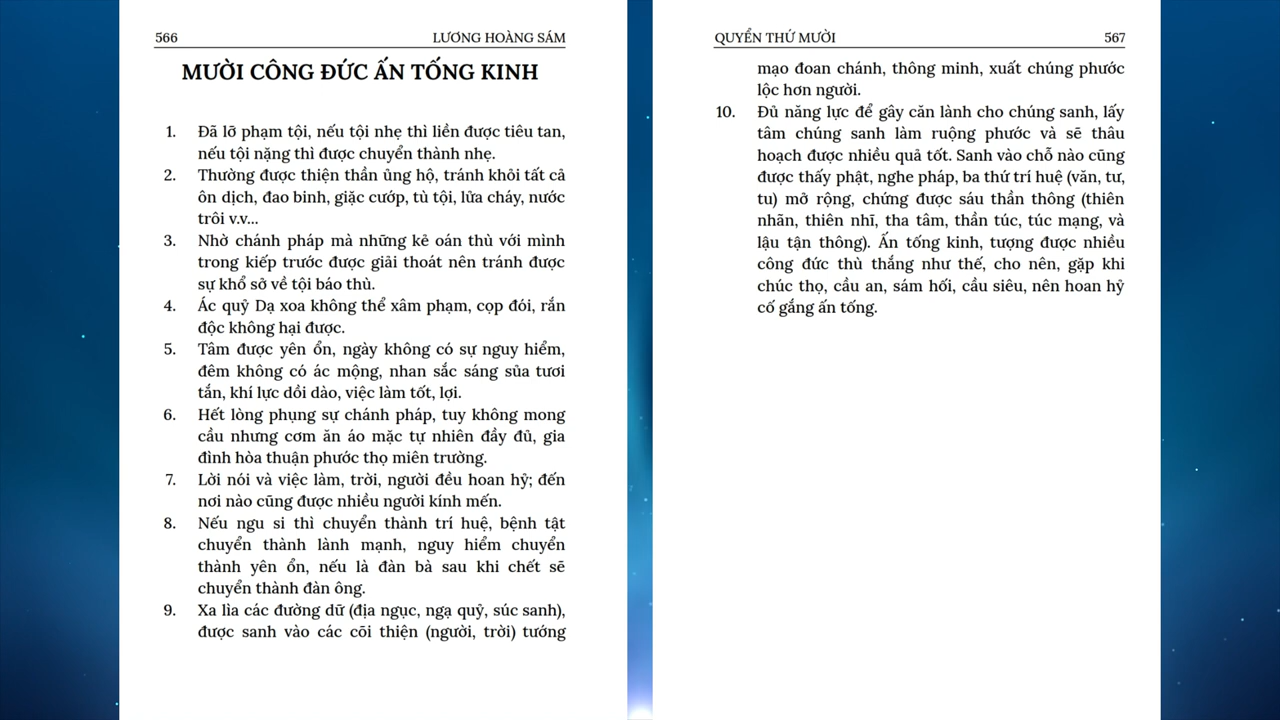 566 LƯƠNG HOÀNG SÁM
MƯỜI CÔNG ĐỨC ẤN TỐNG KINH
1. Đã lỡ phạm tội, nếu tội nhẹ thì liền được tiêu tan,
nếu tội nặng thì được chuyển thành nhẹ.
2. Thường được thiện thần ủng hộ, tránh khỏi tất cả
ôn dịch, đao binh, giặc cướp, tù tội, lửa cháy, nước
trôi v.v...
3. Nhờ chánh pháp mà những kẻ oán thù với mình
trong kiếp trước được giải thoát nên tránh được
sự khổ sở về tội báo thù.
4. Ác quỷ Dạ xoa không thể xâm phạm, cọp đói, rắn
độc không hại được.
5. Tâm được yên ổn, ngày không có sự nguy hiểm,
đêm không có ác mộng, nhan sắc sáng sủa tươi
tắn, khí lực dồi dào, việc làm tốt, lợi.
6. Hết lòng phụng sự chánh pháp, tuy không mong
cầu nhưng cơm ăn áo mặc tự nhiên đầy đủ, gia
đình hòa thuận phước thọ miên trường.
7. Lời nói và việc làm, trời, người đều hoan hỷ; đến
nơi nào cũng được nhiều người kính mến.
8. Nếu ngu si thì chuyển thành trí huệ, bệnh tật
chuyển thành lành mạnh, nguy hiểm chuyển
thành yên ổn, nếu là đàn bà sau khi chết sẽ
chuyển thành đàn ông.
9. Xa lìa các đường dữ (địa ngục, ngạ quỹ, súc sanh),
được sanh vào các cõi thiện (người, trời) tướng
QUYỂN THỨ MƯỜI 567
mạo đoan chánh, thông minh, xuất chúng phước
lộc hơn người.
10. Đủ năng lực để gây căn lành cho chúng sanh, lấy
tâm chúng sanh làm ruộng phước và sẽ thâu
hoạch được nhiều quả tốt. Sanh vào chỗ nào cũng
được thấy phật, nghe pháp, ba thứ trí huệ (văn, tư,
tu) mở rộng, chứng được sáu thần thông (thiên
nhãn, thiên nhĩ, tha tâm, thần túc, túc mạng, và
lậu tận thông). Ấn tống kinh, tượng được nhiều
công đức thù thắng như thế, cho nên, gặp khi
chúc thọ, cầu an, sám hối, cầu siêu, nên hoan hỷ
cố gắng ấn tống.